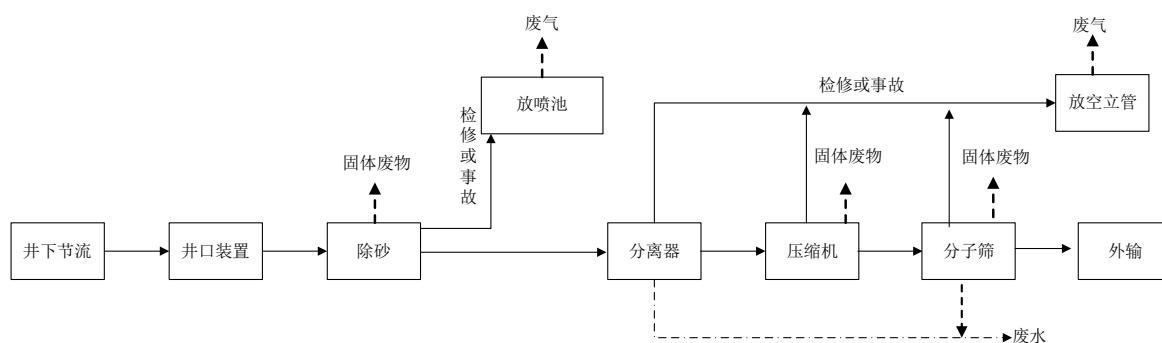 废气
废气
放喷池
检修或事故
放空立管
检修或事故
固体废物
固体废物
固体废物
井下节流
井口装置
除砂
分离器
压缩机
分子筛
外输
废水